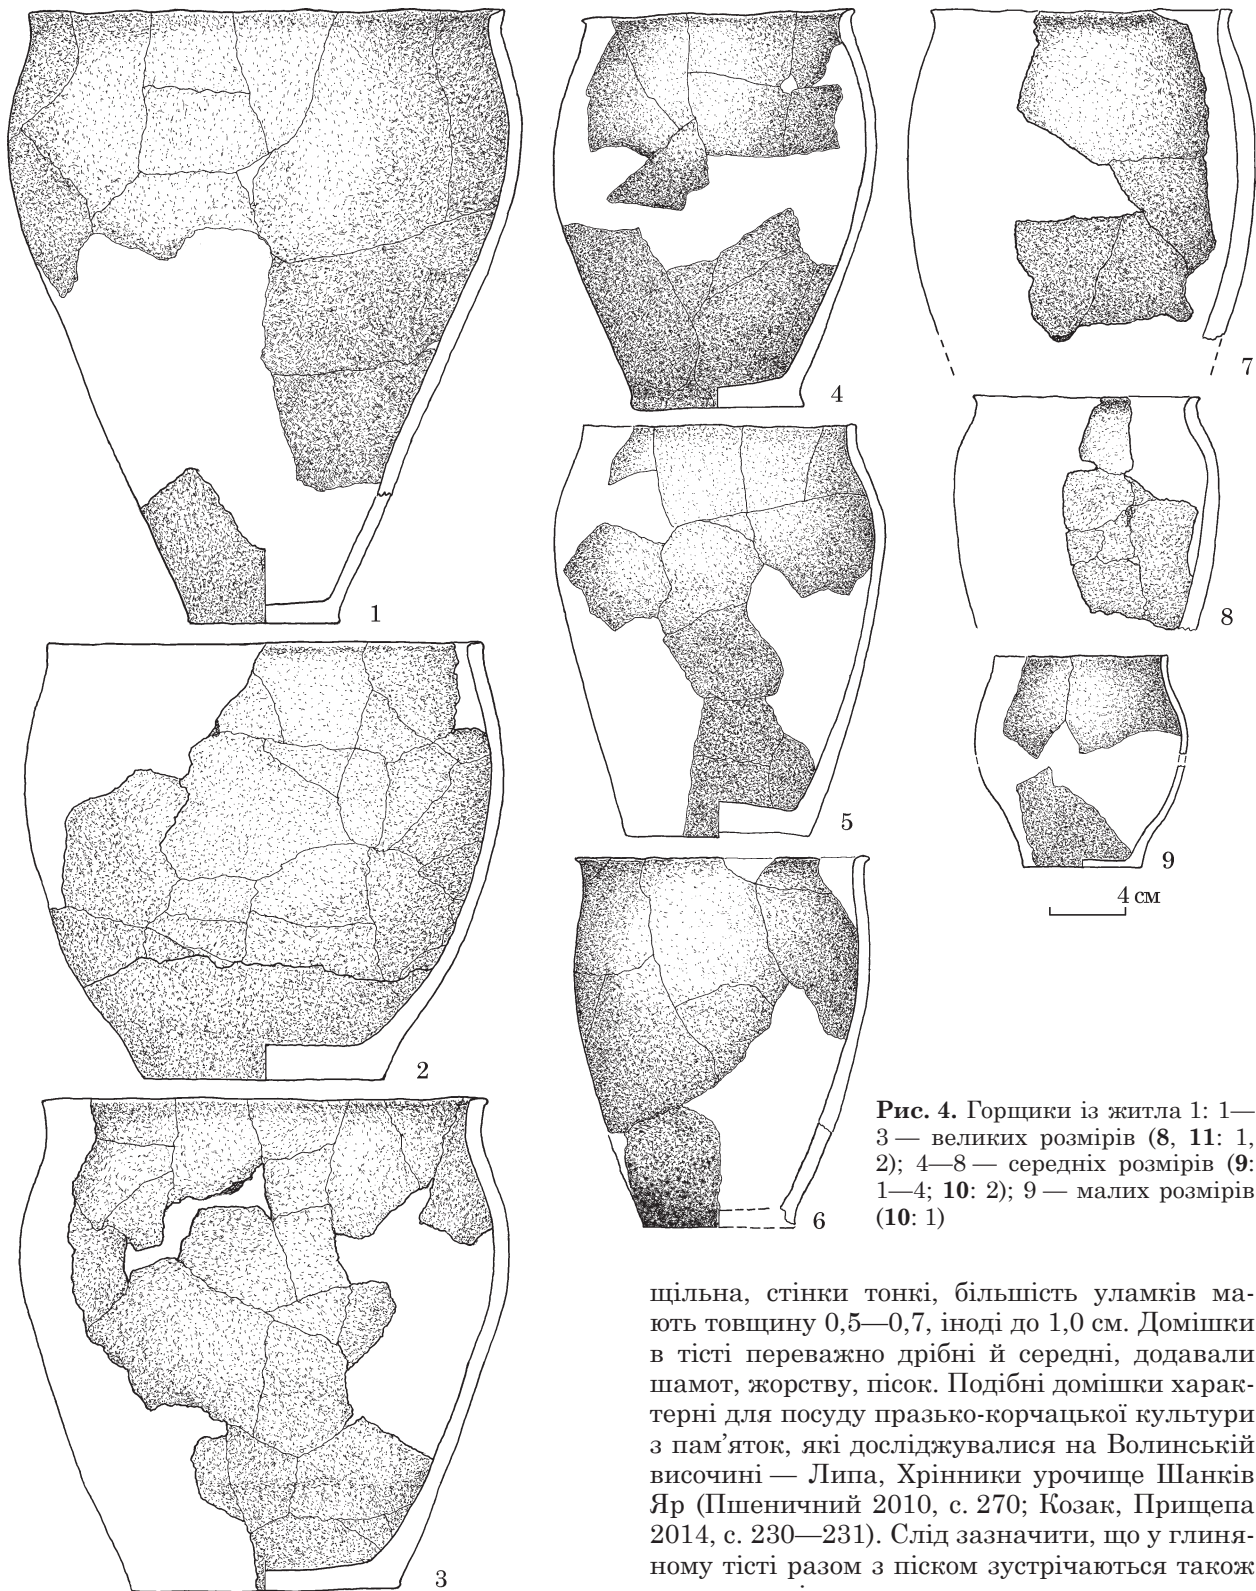 1
2
3
4
5
6
7
8
9
4 см
Рис. 4. Горщики із житла 1: 1—
3 — великих розмірів (8, 11: 1,
2); 4—8 — середніх розмірів (9:
1—4; 10: 2); 9 — малих розмірів
(10: 1)
щільна, стінки тонкі, більшість уламків ма-
ють товщину 0,5—0,7, іноді до 1,0 см. Домішки
в тісті переважно дрібні й середні, додавали
шамот, жорству, пісок. Подібні домішки харак-
терні для посуду празько-корчацької культури
з пам’яток, які досліджувалися на Волинській
височині — Липа, Хрінники урочище Шанків
Яр (Пшеничний 2010, с. 270; Козак, Прищепа
2014, с. 230—231). Слід зазначити, що у глиня-
ному тісті разом з піском зустрічаються також